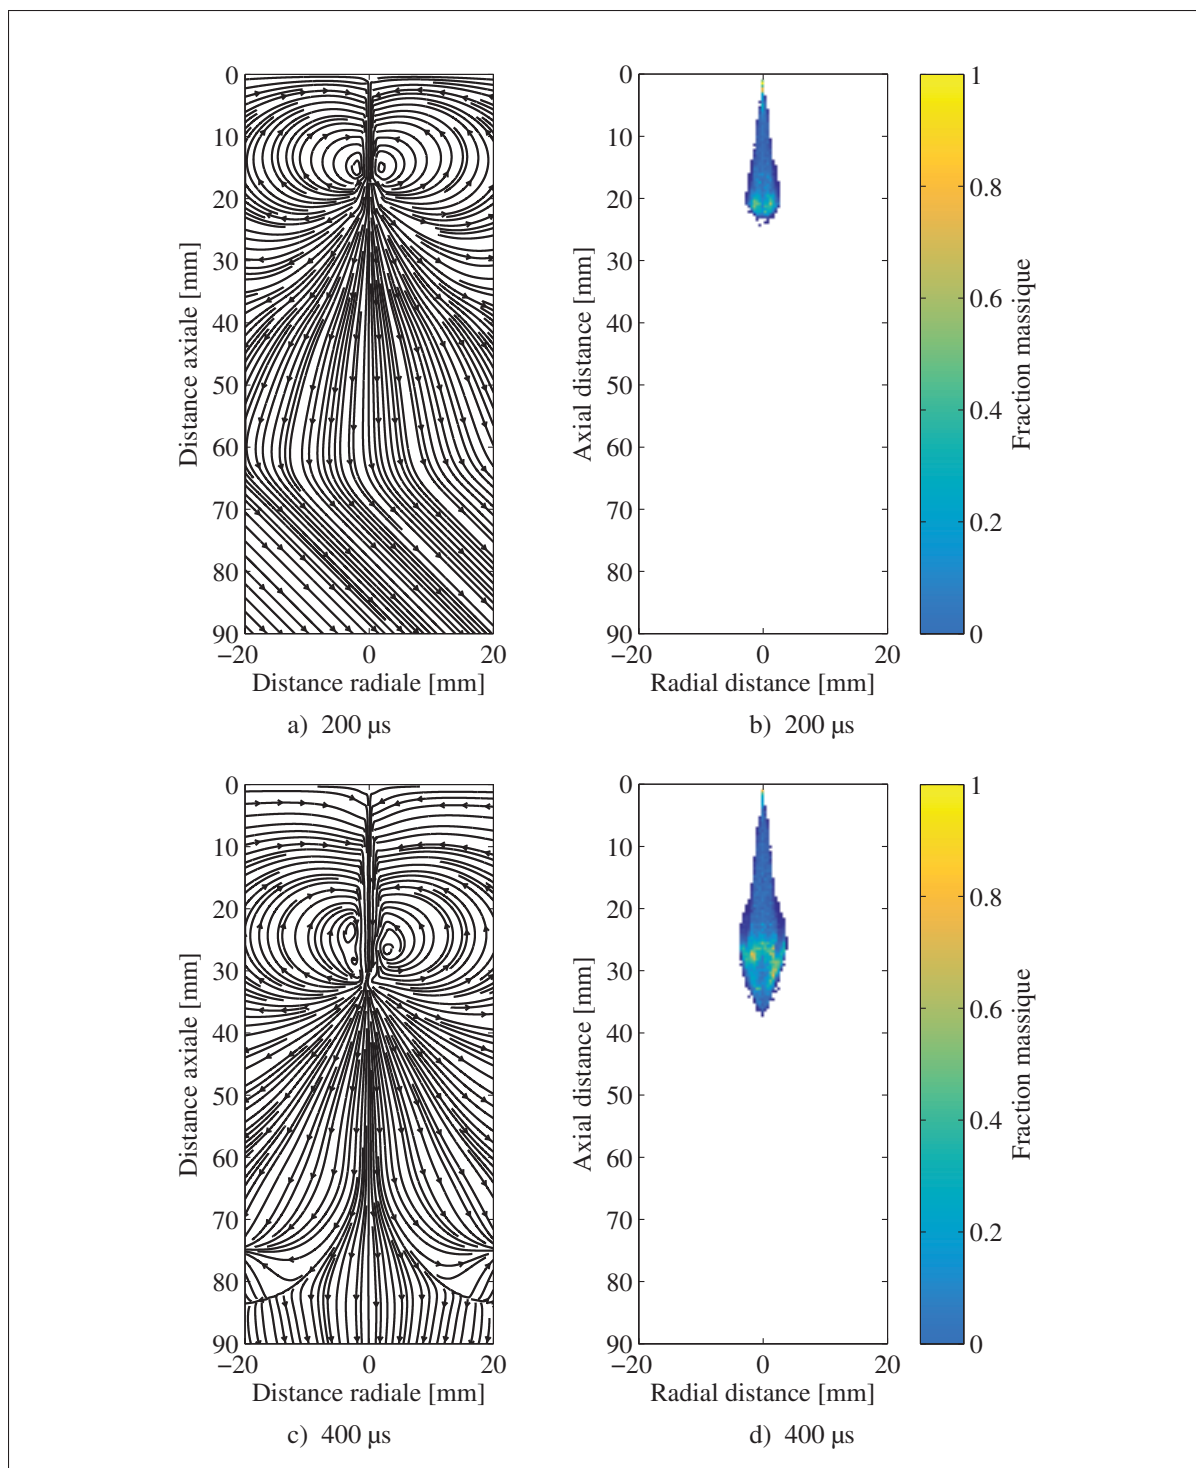 0
10
20
30
40
50
60
70
80
90
−20 0 20
Distance axiale [mm]
Distance radiale [mm]
a) 200 µs
0
10
20
30
40
50
60
70
80
90
−20 0 20
Axial distance [mm]
Radial distance [mm]
b) 200 µs
1
0.8
0.6
0.4
0.2
0
Fraction massique
0
10
20
30
40
50
60
70
80
90
−20 0 20
Distance axiale [mm]
Distance radiale [mm]
c) 400 µs
0
10
20
30
40
50
60
70
80
90
−20 0 20
Axial distance [mm]
Radial distance [mm]
d) 400 µs
1
0.8
0.6
0.4
0.2
0
Fraction massique